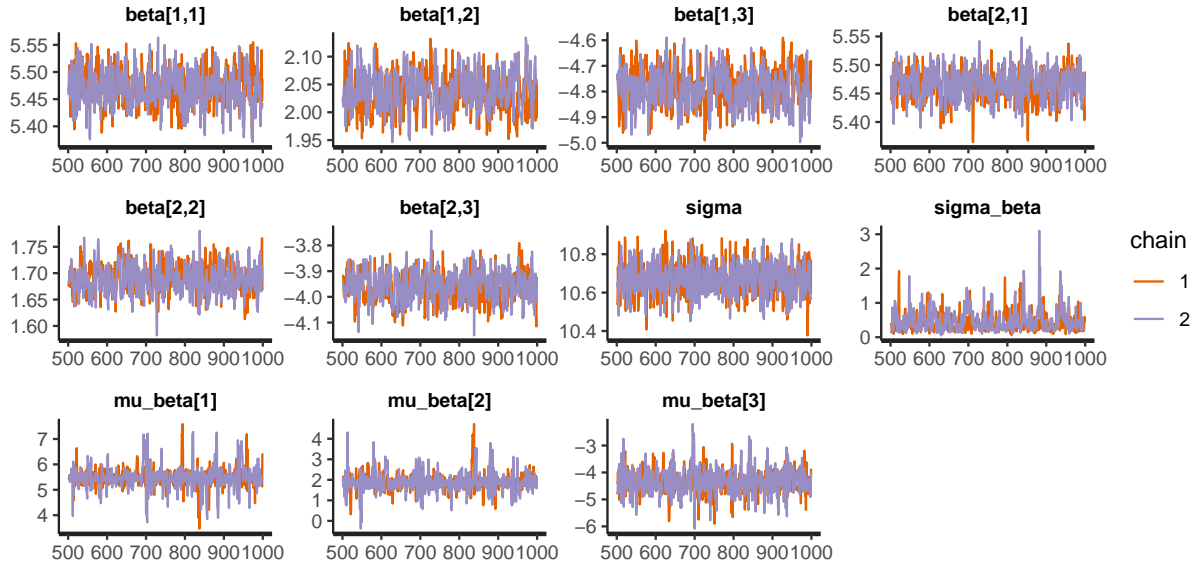 beta[1,1] beta[1,2] beta[1,3] beta[2,1]
5.55 5.50 5.45 5.40 2.10 2.05 2.00 1.95 −4.6 −4.7 −4.8 −4.9 −5.0 5.55 5.50 5.45 5.40
500 600 700 800 900 1000 500 600 700 800 900 1000 500 600 700 800 900 1000 500 600 700 800 900 1000
beta[2,2] beta[2,3] sigma sigma_beta
1.75 1.70 1.65 1.60 −3.8 −3.9 −4.0 −4.1 10.8 10.6 10.4 3 2 1 0
500 600 700 800 900 1000 500 600 700 800 900 1000 500 600 700 800 900 1000 500 600 700 800 900 1000
chain
1
2
mu_beta[1] mu_beta[2] mu_beta[3]
7 6 5 4 4 3 2 1 0 −3 −4 −5 −6
500 600 700 800 900 1000 500 600 700 800 900 1000 500 600 700 800 900 1000